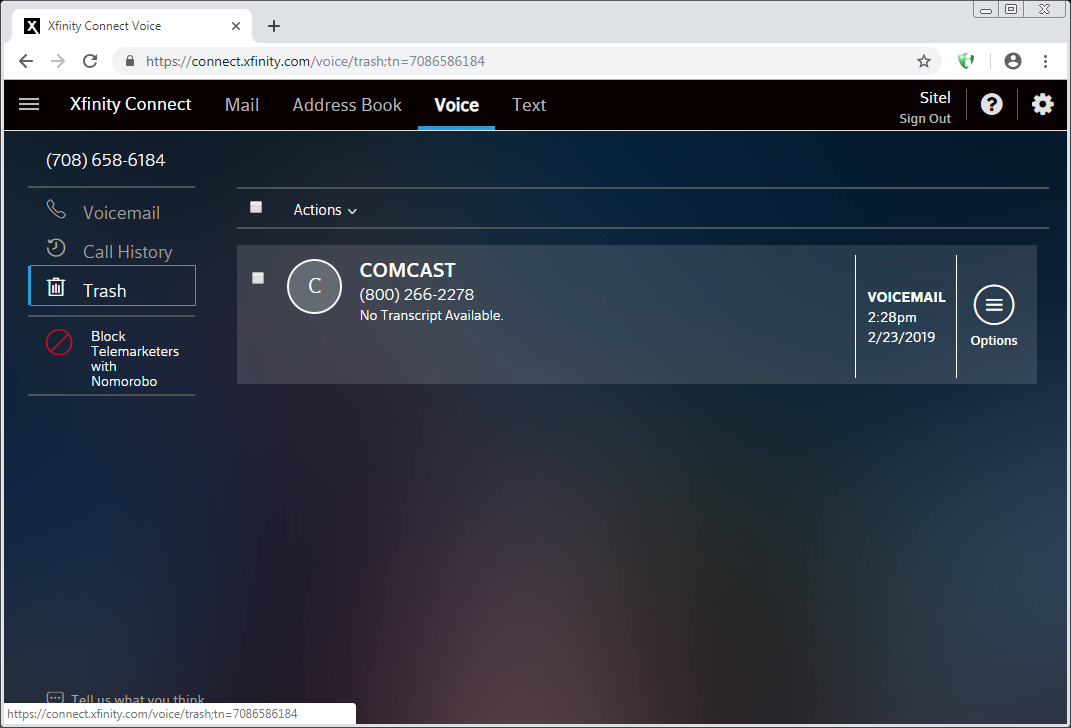 Xfinity Connect Voice
https://connect.xfinity.com/voice/trash;tn=7086586184
Xfinity Connect
Mail
Address Book
Voice
Text
Sitel
Sign Out
?
(708) 658-6184
Voicemail
Call History
Trash
Block
Telemarketers
with
Nomorobo
Actions
C
COMCAST
(800) 266-2278
No Transcript Available.
VOICEMAIL
2:28pm
2/23/2019
Options
Tell us what you think
https://connect.xfinity.com/voice/trash;tn=7086586184